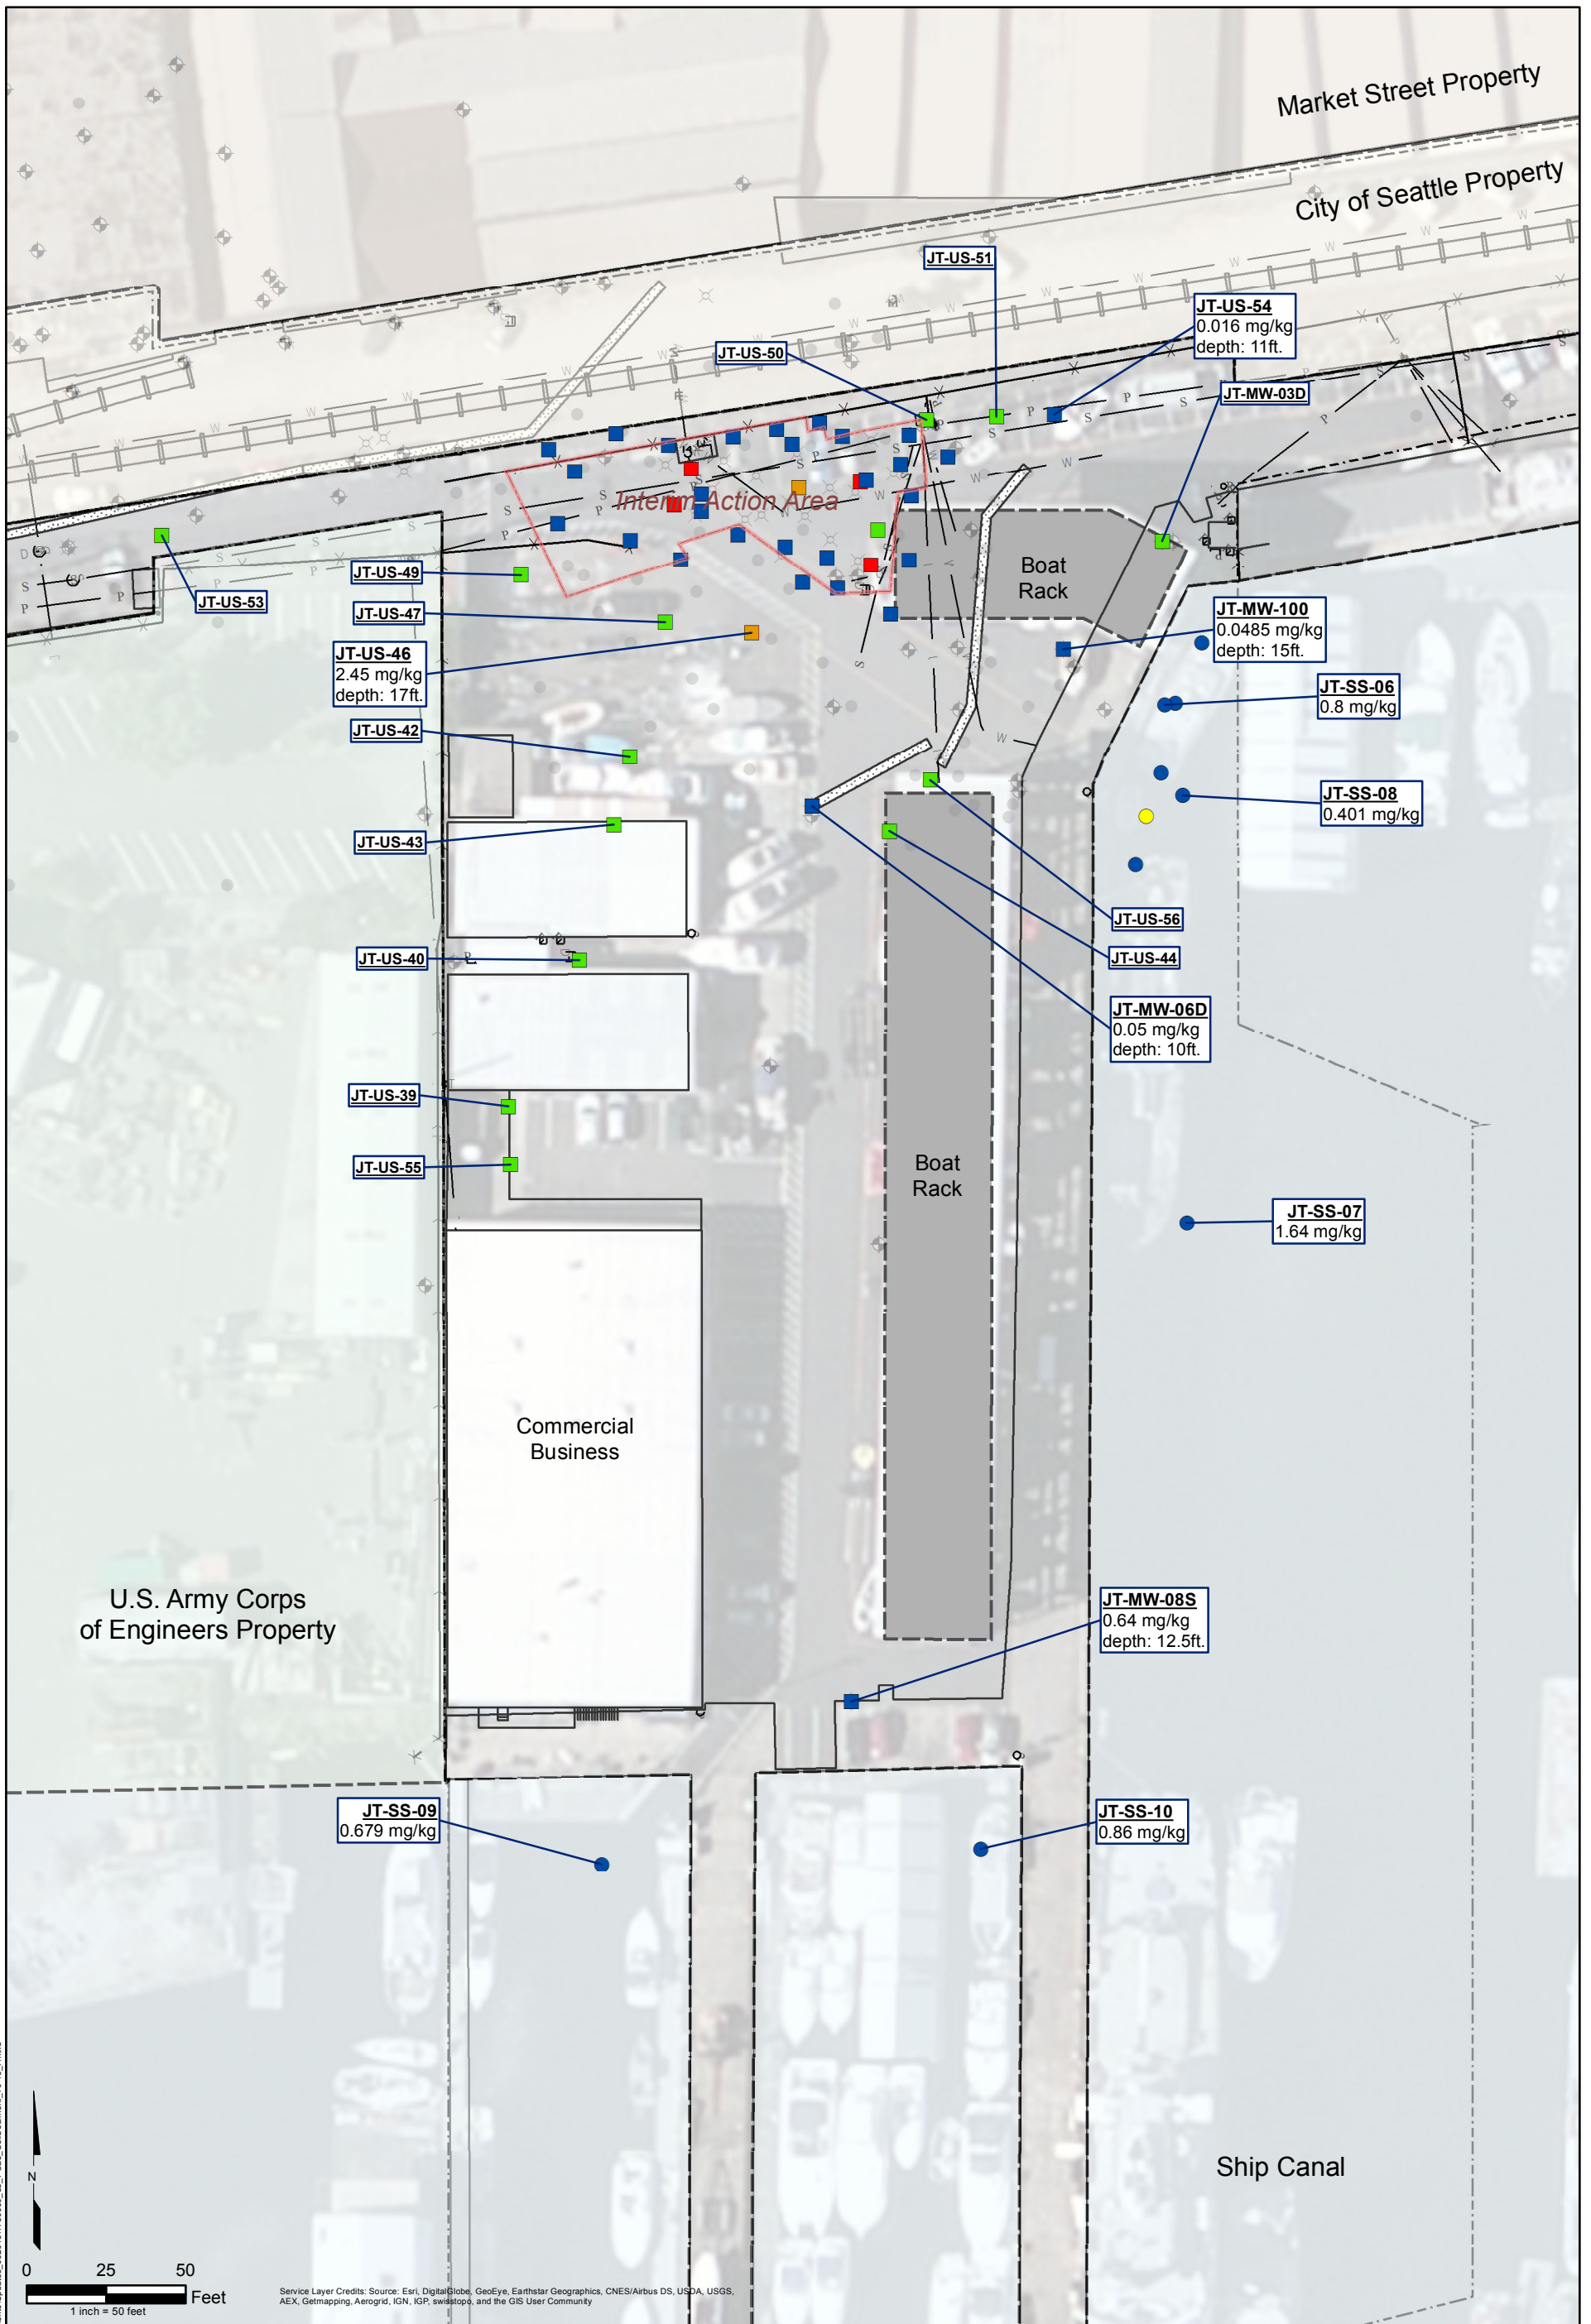 Market Street Property
City of Seattle Property
JT-US-51
JT-US-54
0.016 mg/kg
depth: 11ft.
JT-US-50
JT-MW-03D
Interim Action Area
Boat
Rack
JT-US-49
JT-US-53
JT-US-47
JT-MW-100
0.0485 mg/kg
depth: 15ft.
JT-US-46
2.45 mg/kg
depth: 17ft.
JT-SS-06
0.8 mg/kg
JT-US-42
JT-SS-08
0.401 mg/kg
JT-US-43
JT-US-56
JT-US-40
JT-US-44
JT-MW-06D
0.05 mg/kg
depth: 10ft.
JT-US-39
JT-US-55
Boat
Rack
JT-SS-07
1.64 mg/kg
Commercial
Business
U.S. Army Corps
of Engineers Property
JT-MW-08S
0.64 mg/kg
depth: 12.5ft.
JT-SS-09
0.679 mg/kg
JT-SS-10
0.86 mg/kg
Ship Canal
N
0 25 50
Feet
1 inch = 50 feet
Service Layer Credits: Source: Esri, DigitalGlobe, GeoEye, Earthstar Geographics, CNES/Airbus DS, USDA, USGS,
AEX, Getmapping, Aerogrid, IGN, IGP, swisstopo, and the GIS User Community